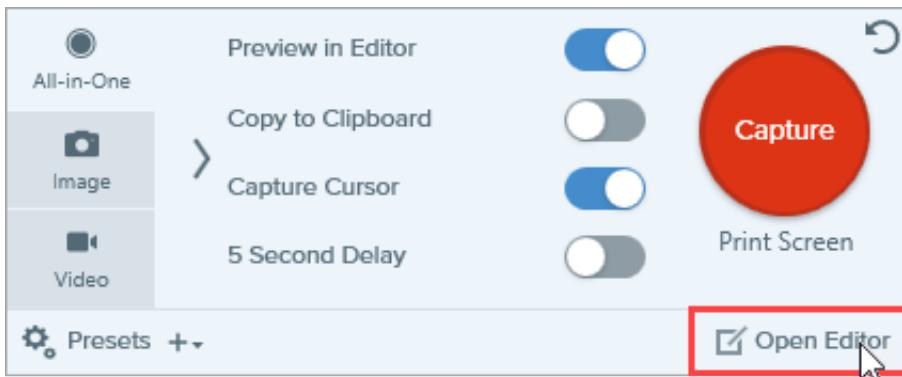 All-in-One
Image
Video
Preview in Editor
Copy to Clipboard
Capture Cursor
5 Second Delay
Capture
Print Screen
Presets
Open Editor